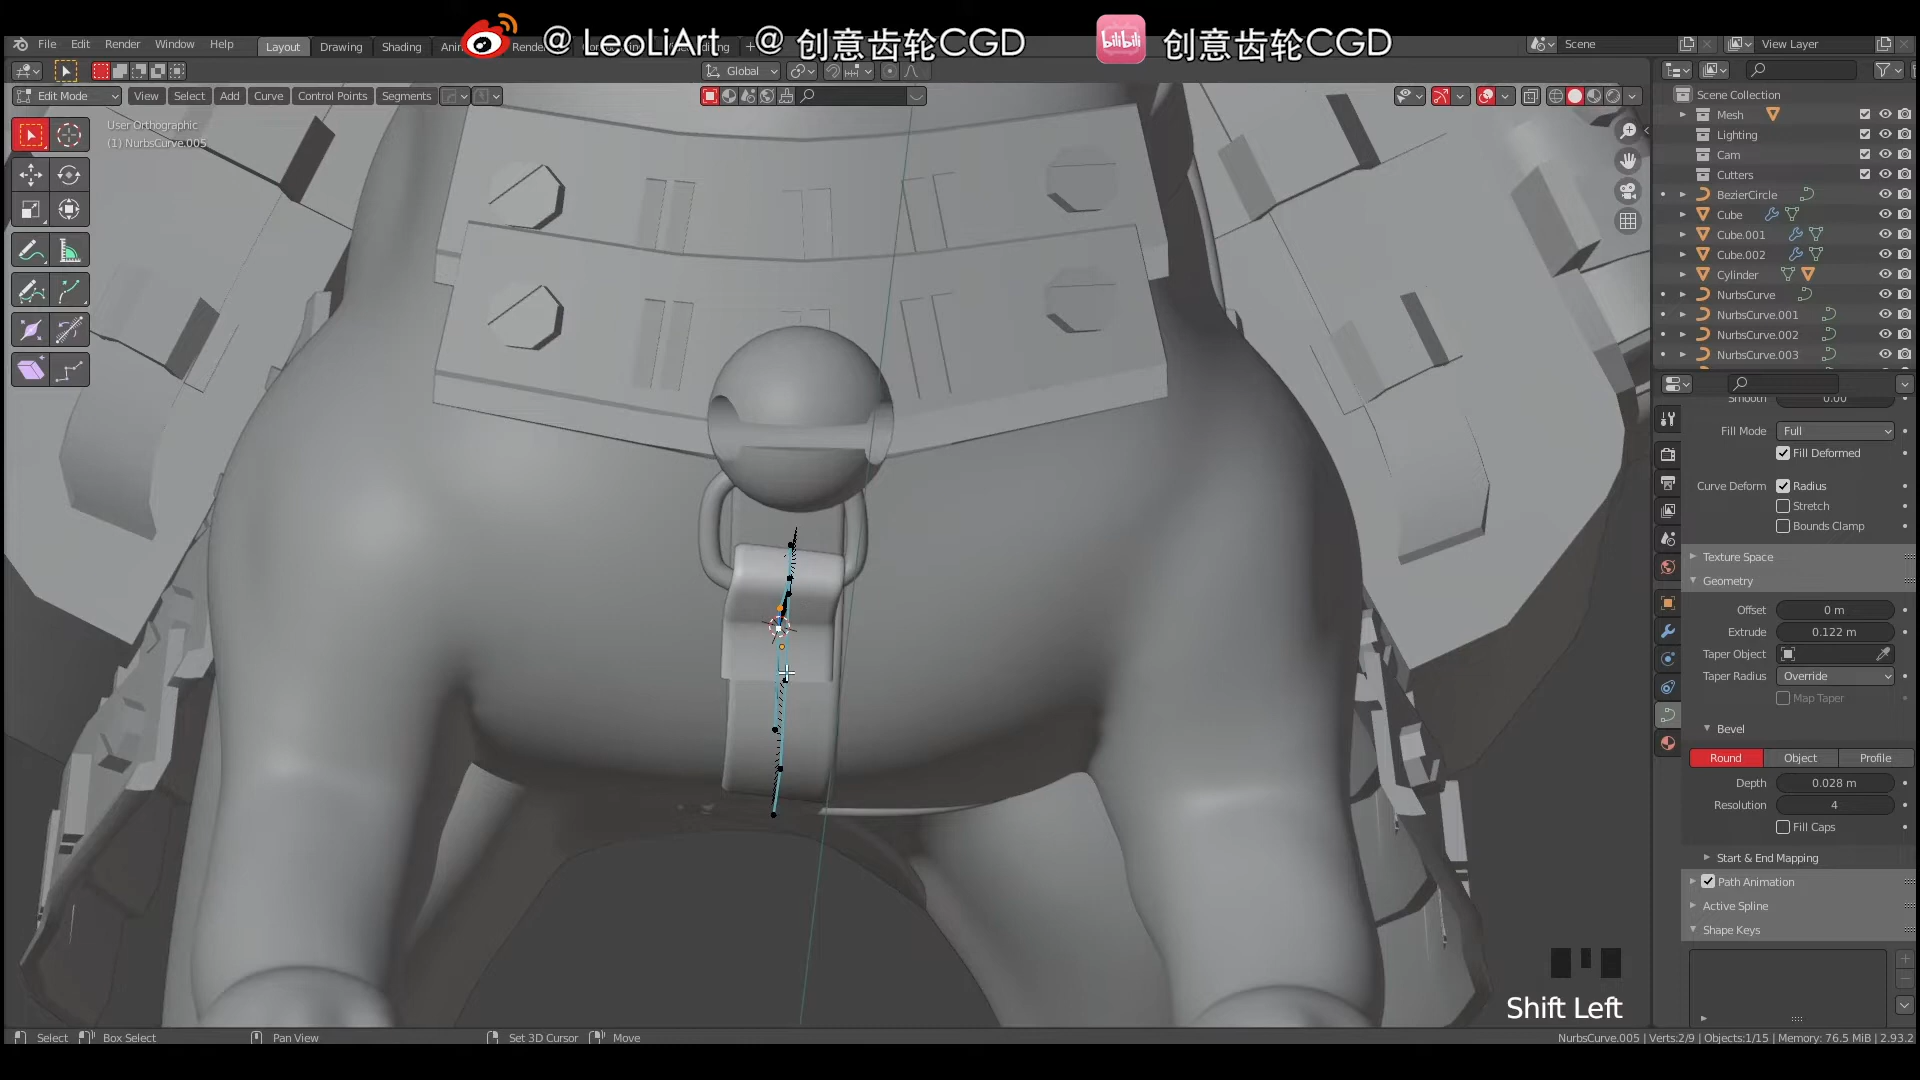 @ LeoLiArt @ 创意齿轮CGD bilibili 创意齿轮CGD
File Edit Render Window Help Layout Drawing Shading Scene View Layer
Global
Edit Mode View Select Add Curve Control Points Segments
User Orthographic
(1) NurbsCurve.005
Scene Collection
Mesh
Lighting
Cam
Cutters
BezierCircle
Cube
Cube.001
Cube.002
Cylinder
NurbsCurve
NurbsCurve.001
NurbsCurve.002
NurbsCurve.003
Smooth 0.00
Fill Mode Full
Fill Deformed
Curve Deform Radius
Stretch
Bounds Clamp
Texture Space
Geometry
Offset 0 m
Extrude 0.122 m
Taper Object
Taper Radius Override
Map Taper
Bevel
Round Object Profile
Depth 0.028 m
Resolution 4
Fill Caps
Start & End Mapping
Path Animation
Active Spline
Shape Keys
Shift Left
Select Box Select Pan View Set 3D Cursor Move NurbsCurve.005 | Verts:2/9 | Objects:1/15 | Memory: 76.5 MiB | 2.93.2